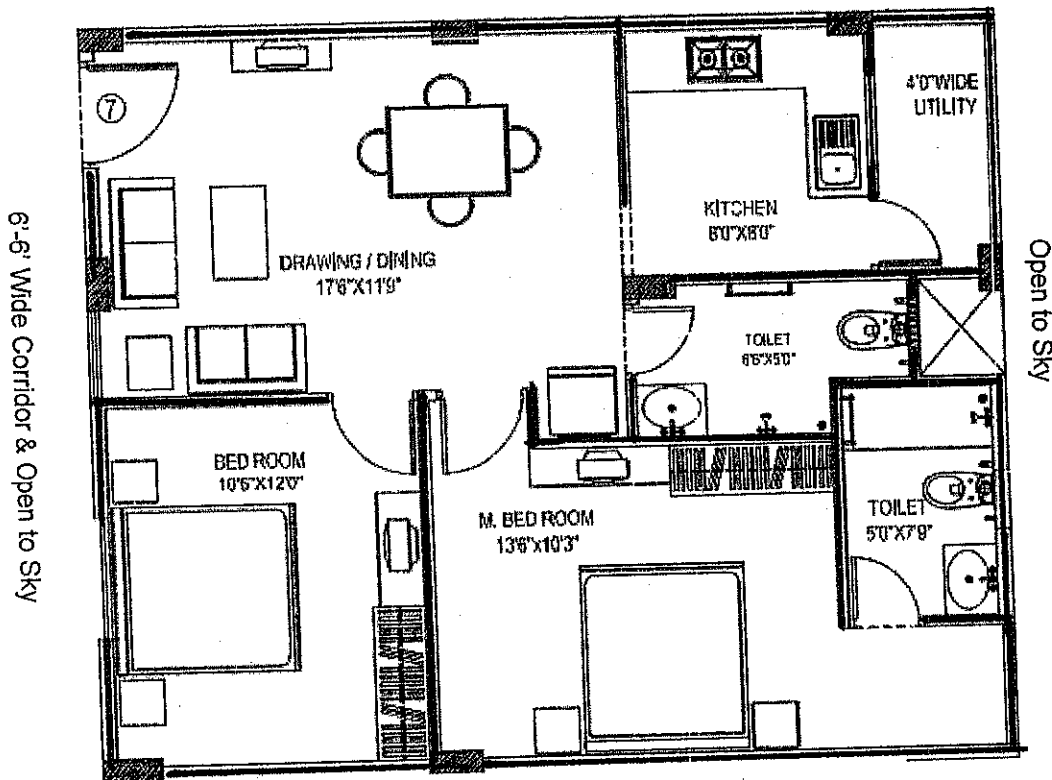 7
4'0"WIDE
UTILITY
KITCHEN
8'0"X8'0"
DRAWING / DINING
17'6"X11'9"
TOILET
6'6"X5'0"
BED ROOM
10'6"X12'0"
M. BED ROOM
13'6"x10'3"
TOILET
5'0"X7'9"
6'-6' Wide Corridor & Open to Sky
Open to Sky